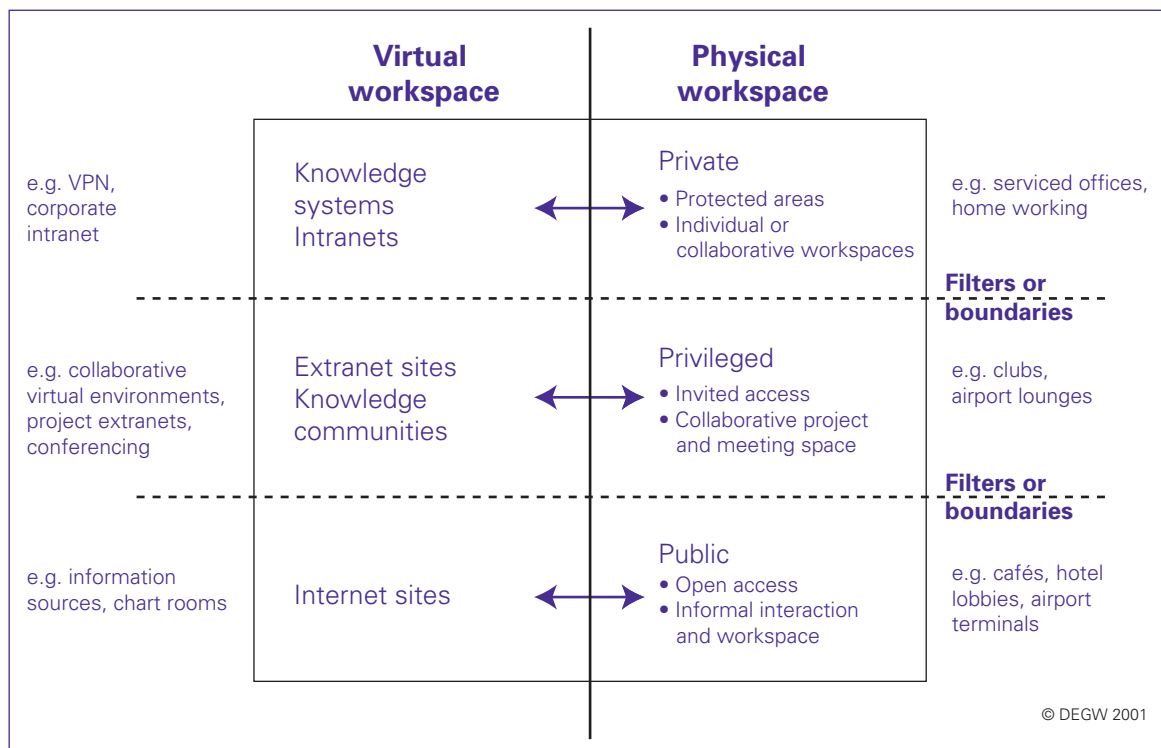 Virtual
workspace
Physical
workspace
e.g. VPN,
corporate
intranet
Knowledge
systems
Intranets
Private
• Protected areas
• Individual or
collaborative workspaces
e.g. serviced offices,
home working
Filters or
boundaries
e.g. collaborative
virtual environments,
project extranets,
conferencing
Extranet sites
Knowledge
communities
Privileged
• Invited access
• Collaborative project
and meeting space
e.g. clubs,
airport lounges
Filters or
boundaries
e.g. information
sources, chart rooms
Internet sites
Public
• Open access
• Informal interaction
and workspace
e.g. cafés, hotel
lobbies, airport
terminals
© DEGW 2001